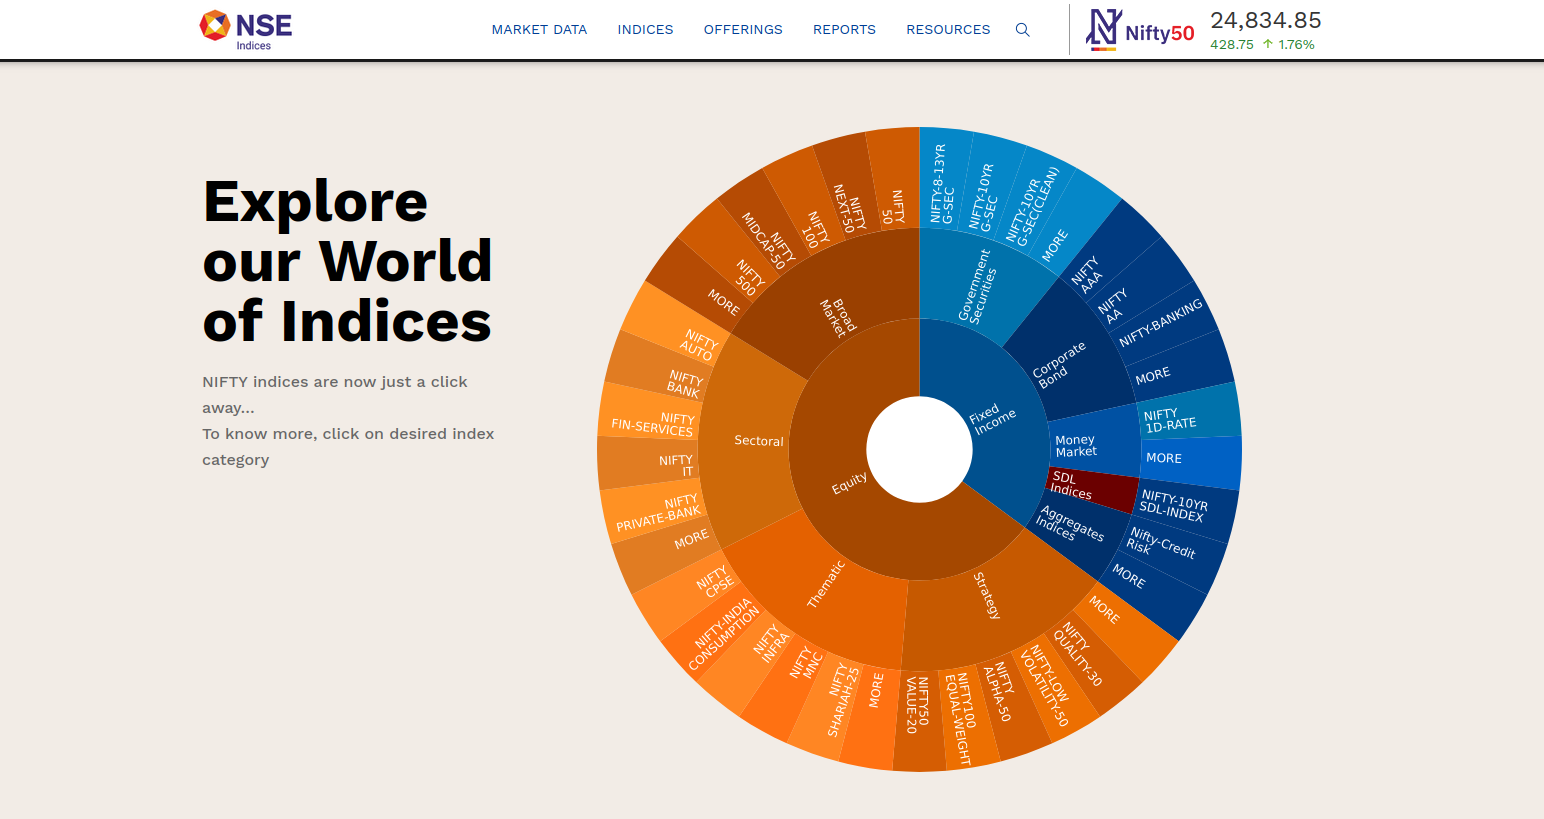 NSE
Indices
MARKET DATA
INDICES
OFFERINGS
REPORTS
RESOURCES
Nifty50
24,834.85
428.75 ↑ 1.76%
Explore
our World
of Indices
NIFTY indices are now just a click
away...
To know more, click on desired index
category
Fixed
Income
Equity
Government
Securities
Corporate
Bond
Money
Market
SDL
Indices
Aggregates
Indices
Strategy
Thematic
Sectoral
Broad
Market
NIFTY-8-13YR
G-SEC
NIFTY-10YR
G-SEC
NIFTY-10YR
G-SEC(CLEAN)
MORE
NIFTY
AAA
NIFTY
AA
NIFTY-BANKING
MORE
NIFTY
1D-RATE
MORE
NIFTY-10YR
SDL-INDEX
Nifty-Credit
Risk
MORE
MORE
NIFTY
QUALITY-30
NIFTY-LOW
VOLATILITY-50
NIFTY
ALPHA-50
NIFTY100
EQUAL-WEIGHT
NIFTY50
VALUE-20
MORE
NIFTY
SHARIAH-25
NIFTY
MNC
NIFTY
INFRA
NIFTY-INDIA
CONSUMPTION
NIFTY
CPSE
MORE
NIFTY
PRIVATE-BANK
NIFTY
IT
NIFTY
FIN-SERVICES
NIFTY
BANK
NIFTY
AUTO
MORE
NIFTY
500
NIFTY
MIDCAP-50
NIFTY
100
NIFTY
NEXT-50
NIFTY
50